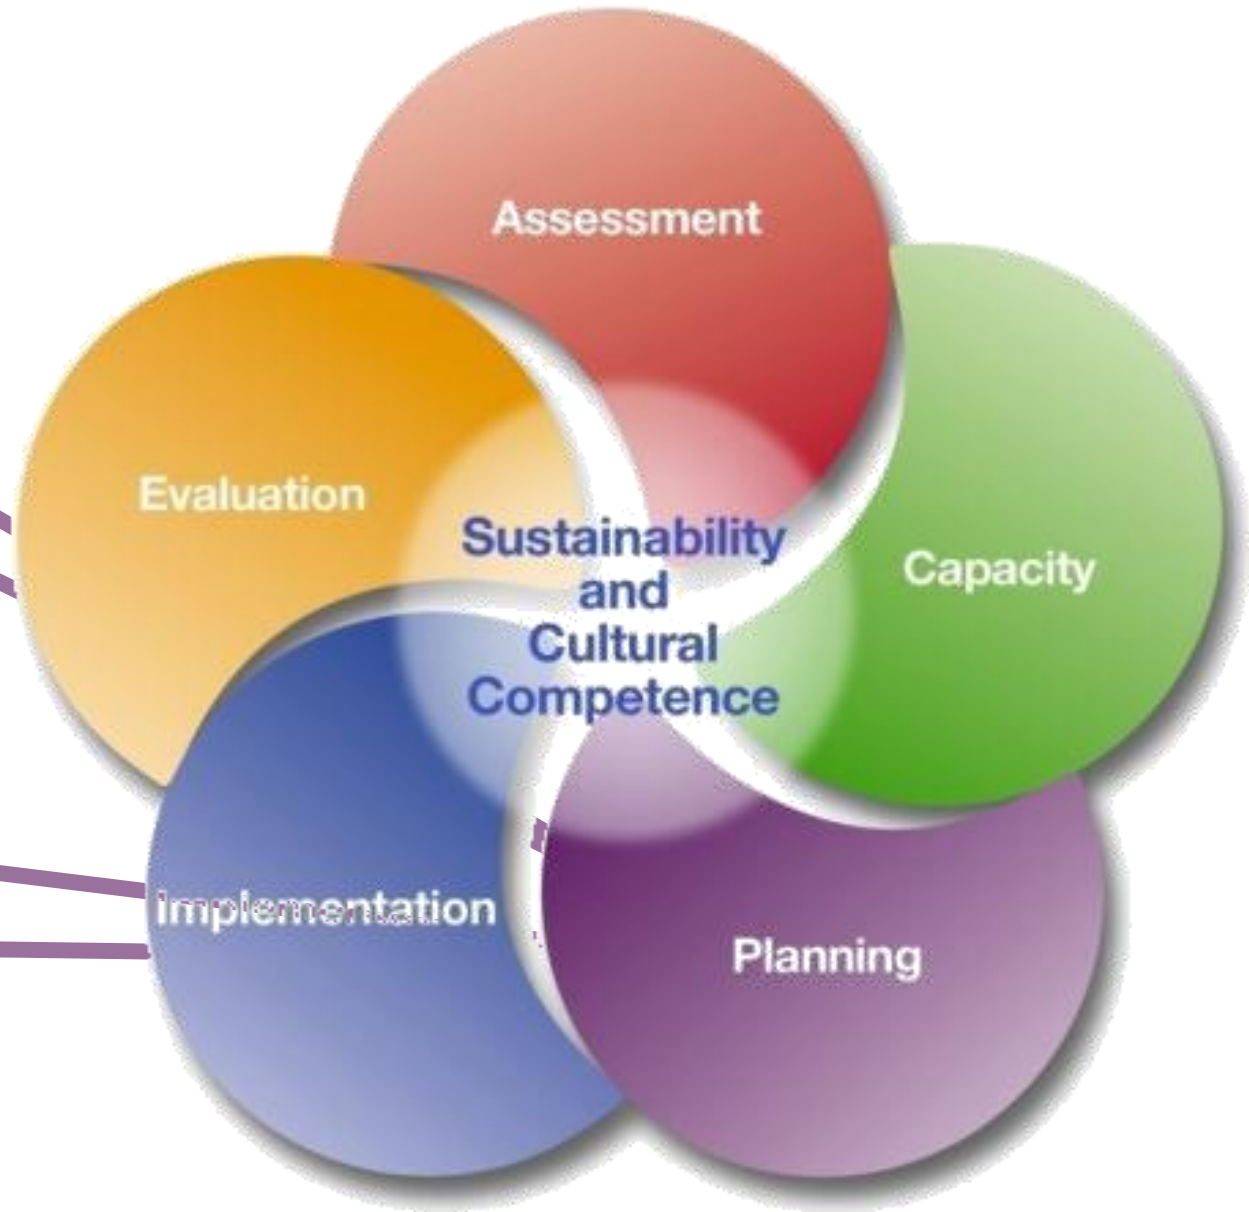 Assessment
Evaluation
Capacity
Sustainability
and
Cultural
Competence
Implementation
Planning